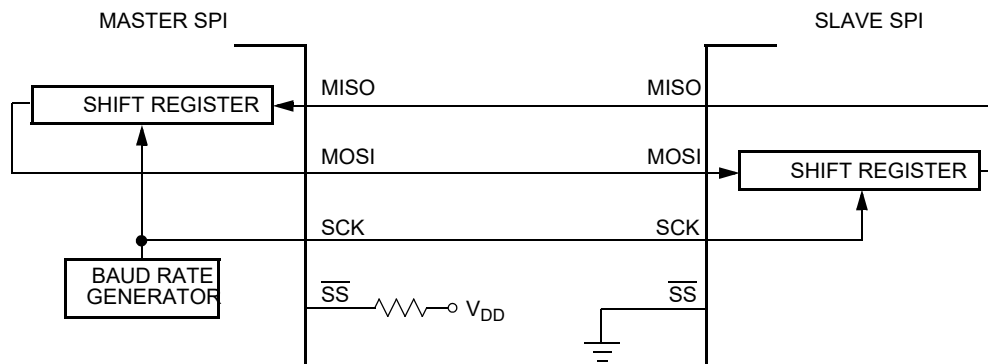 MASTER SPI
SLAVE SPI
MISO
MISO
SHIFT REGISTER
MOSI
MOSI
SHIFT REGISTER
SCK
SCK
BAUD RATE
GENERATOR
SS
VDD
SS